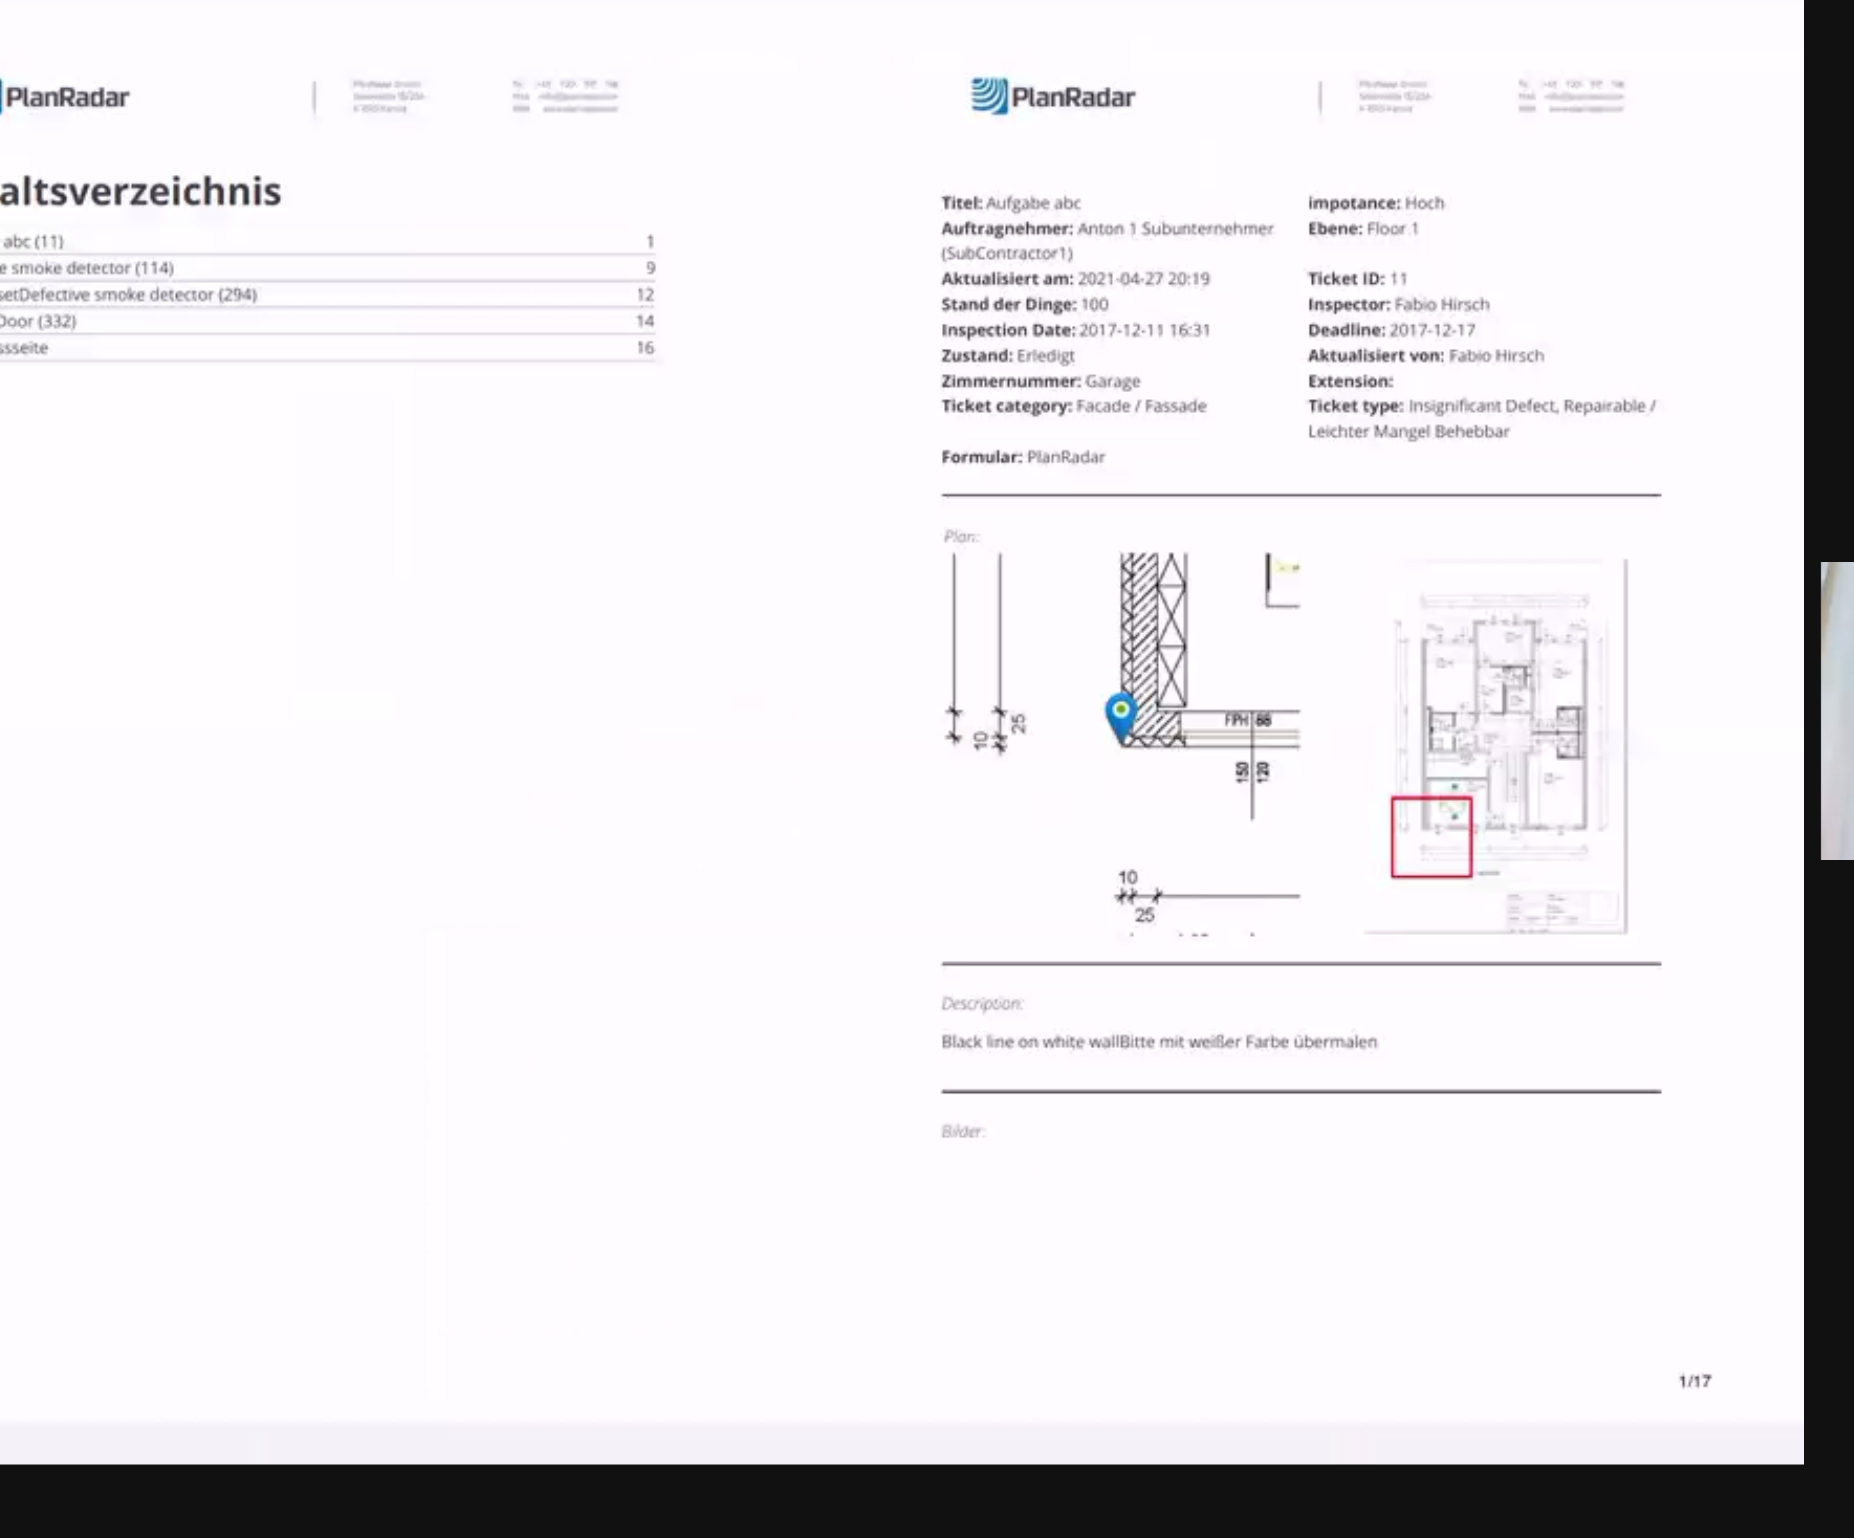 PlanRadar
altsverzeichnis
abc (11) 1
e smoke detector (114) 9
setDefective smoke detector (294) 12
Door (332) 14
ssseite 16
PlanRadar
Titel: Aufgabe abc
impotance: Hoch
Auftragnehmer: Anton 1 Subunternehmer
(SubContractor1)
Ebene: Floor 1
Aktualisiert am: 2021-04-27 20:19
Ticket ID: 11
Stand der Dinge: 100
Inspector: Fabio Hirsch
Inspection Date: 2017-12-11 16:31
Deadline: 2017-12-17
Zustand: Erledigt
Aktualisiert von: Fabio Hirsch
Zimmernummer: Garage
Extension:
Ticket category: Facade / Fassade
Ticket type: Insignificant Defect, Repairable /
Leichter Mangel Behebbar
Formular: PlanRadar
Plan:
10
25
FPH 88
150
120
10
25
Description:
Black line on white wallBitte mit weißer Farbe übermalen
Bilder:
1/17